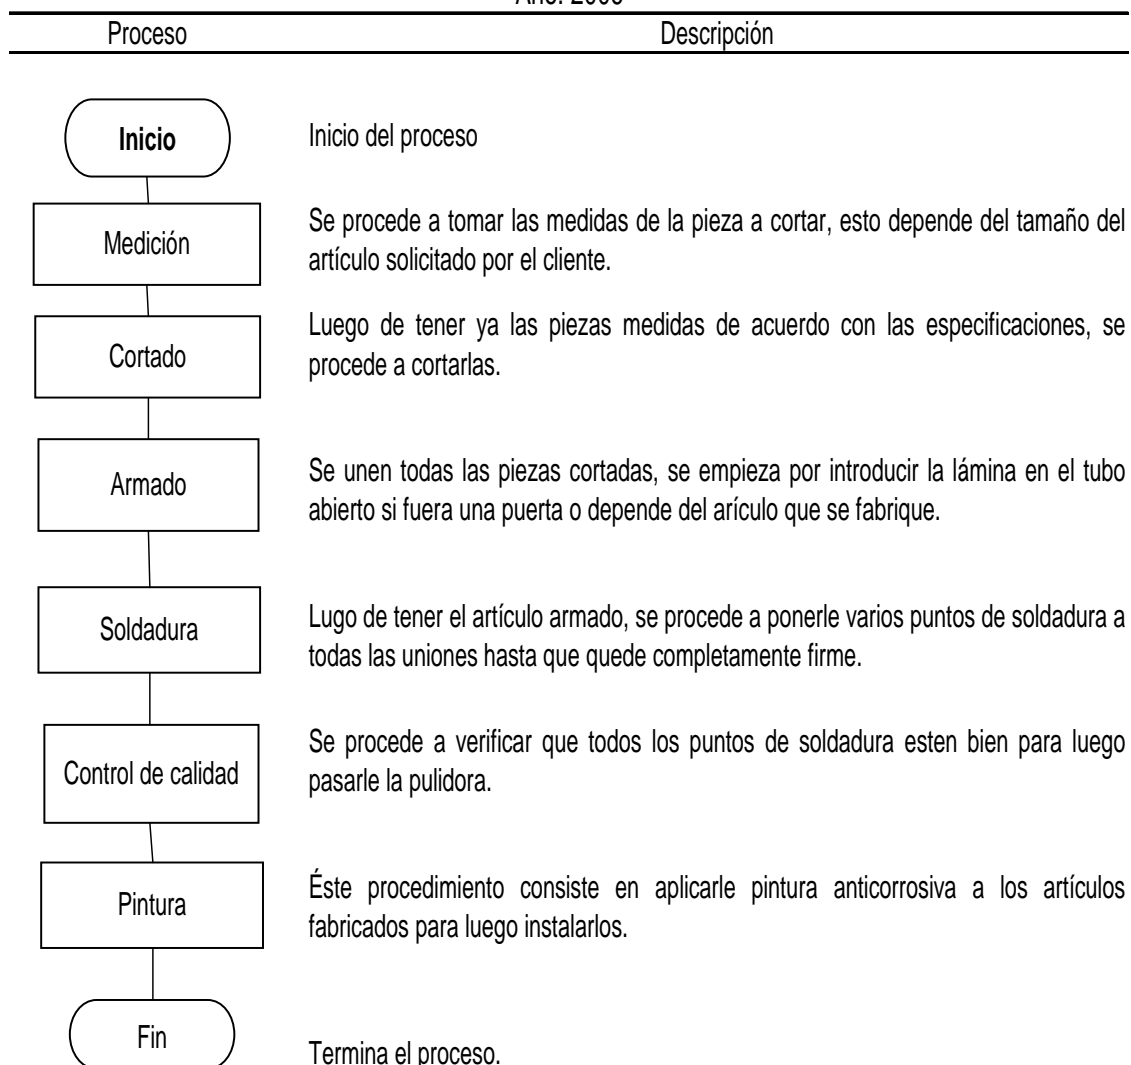 Proceso Descripción
Inicio Inicio del proceso
Medición
Se procede a tomar las medidas de la pieza a cortar, esto depende del tamaño del
artículo solicitado por el cliente.
Cortado
Luego de tener ya las piezas medidas de acuerdo con las especificaciones, se
procede a cortarlas.
Armado
Se unen todas las piezas cortadas, se empieza por introducir la lámina en el tubo
abierto si fuera una puerta o depende del arículo que se fabrique.
Soldadura
Lugo de tener el artículo armado, se procede a ponerle varios puntos de soldadura a
todas las uniones hasta que quede completamente firme.
Control de calidad
Se procede a verificar que todos los puntos de soldadura esten bien para luego
pasarle la pulidora.
Pintura
Éste procedimiento consiste en aplicarle pintura anticorrosiva a los artículos
fabricados para luego instalarlos.
Fin
Termina el proceso.